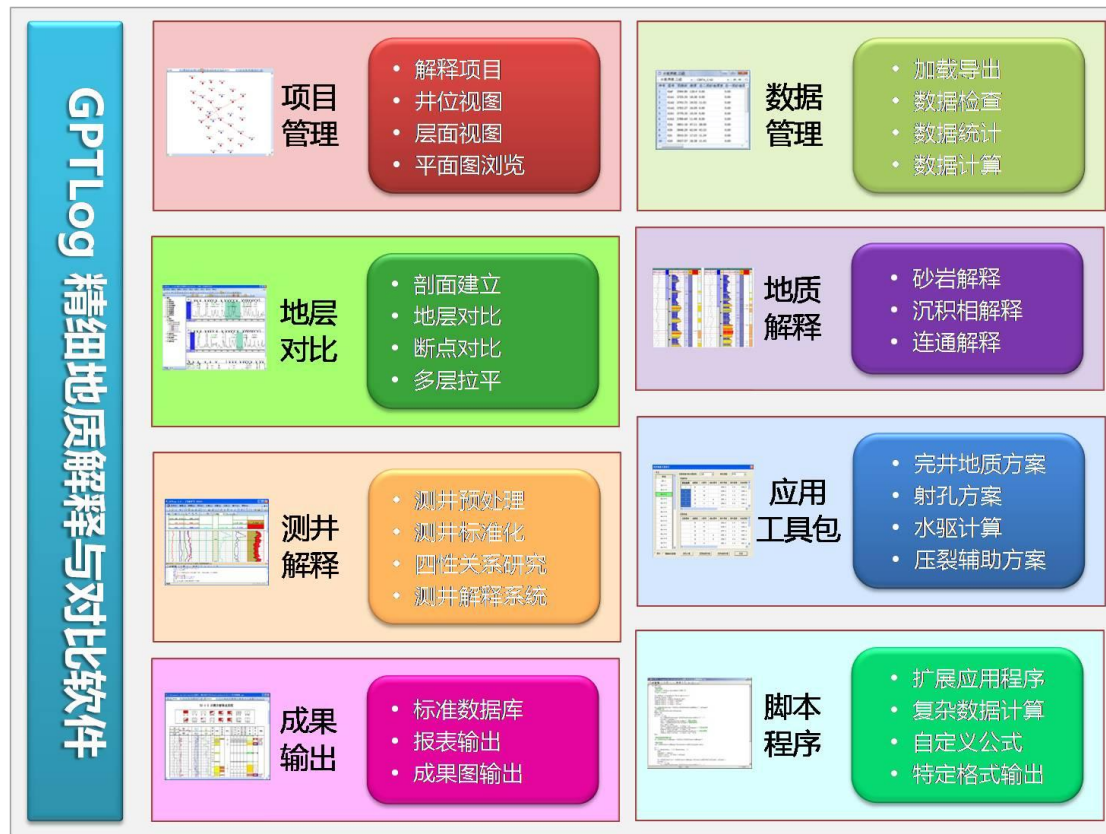 GPTLog 精细地质解释与对比软件
项目
管理
解释项目
井位视图
层面视图
平面图浏览
数据
管理
加载导出
数据检查
数据统计
数据计算
地层
对比
剖面建立
地层对比
断点对比
多层拉平
地质
解释
砂岩解释
沉积相解释
连通解释
测井
解释
测井预处理
测井标准化
四性关系研究
测井解释系统
应用
工具包
完井地质方案
射孔方案
水驱计算
压裂辅助方案
成果
输出
标准数据库
报表输出
成果图输出
脚本
程序
扩展应用程序
复杂数据计算
自定义公式
特定格式输出